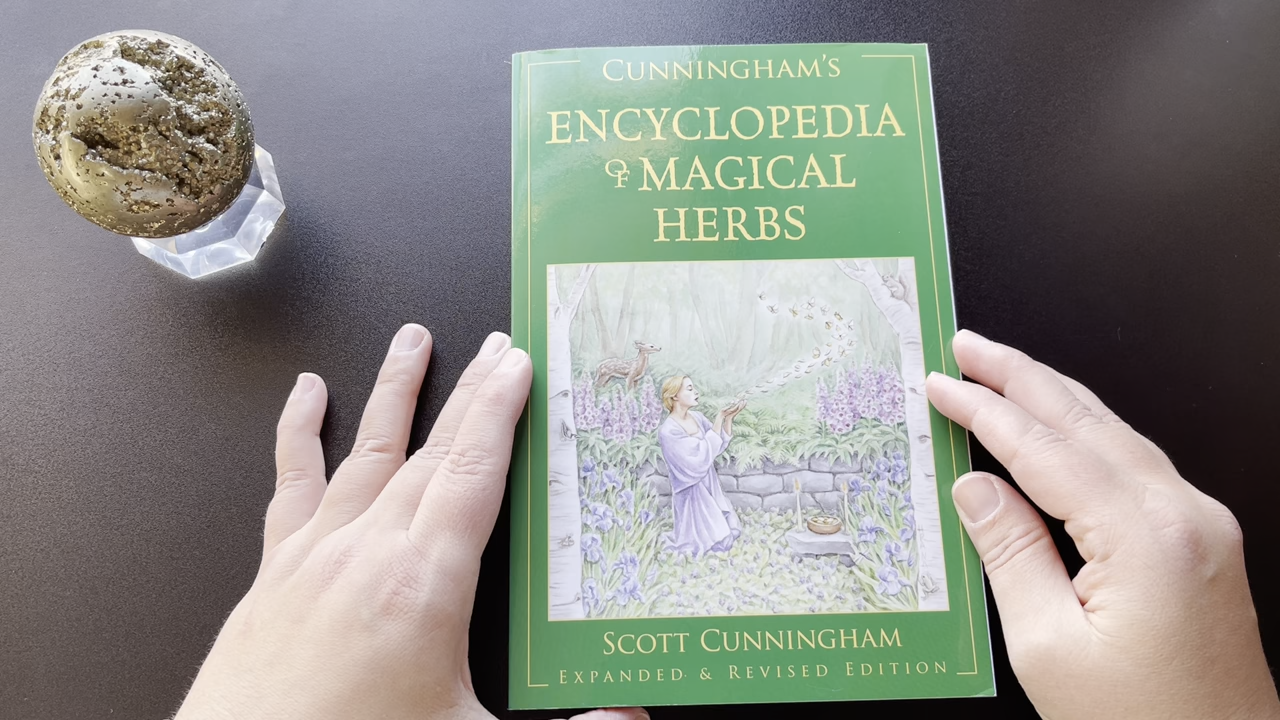 CUNNINGHAM'S
ENCYCLOPEDIA
OF MAGICAL
HERBS
SCOTT CUNNINGHAM
EXPANDED & REVISED EDITION